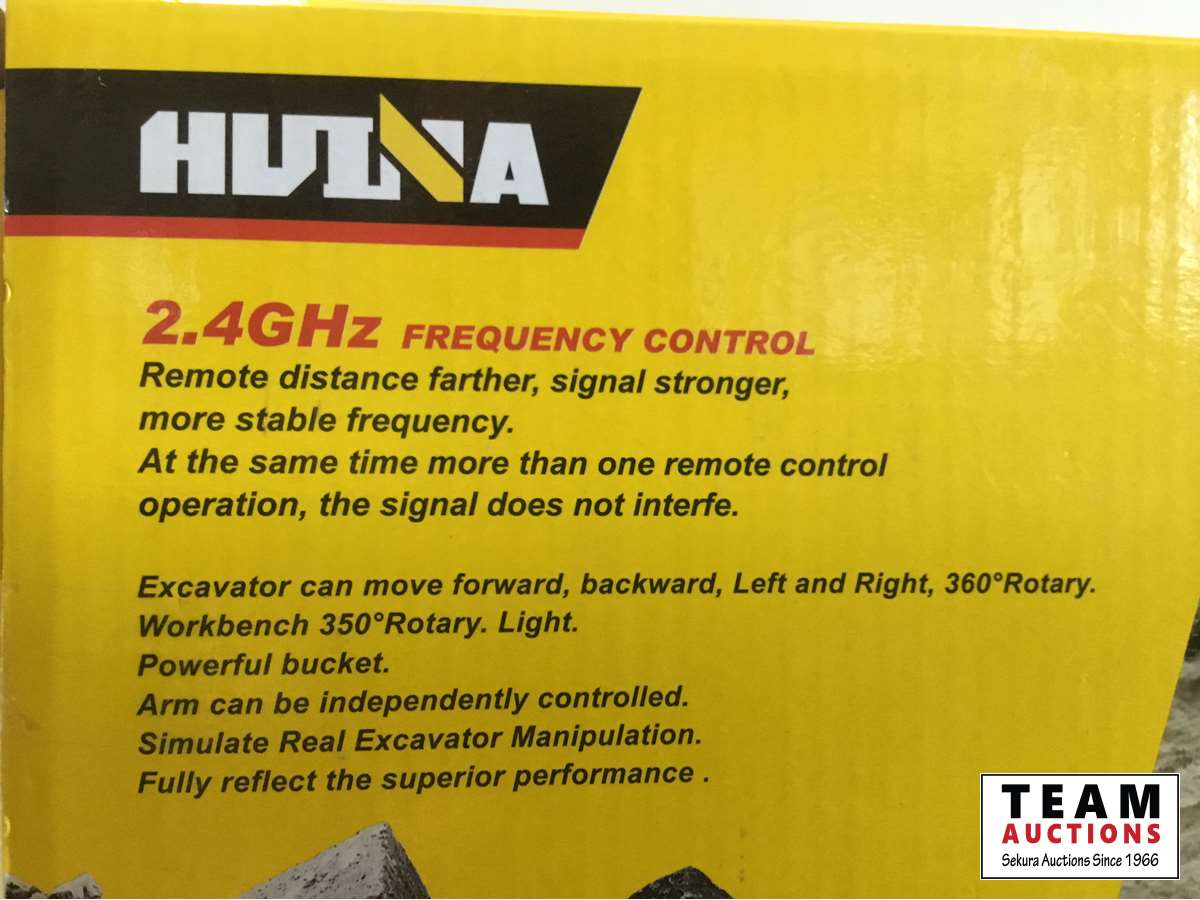 HUINA
2.4GHz FREQUENCY CONTROL
Remote distance farther, signal stronger,
more stable frequency.
At the same time more than one remote control
operation, the signal does not interfe.
Excavator can move forward, backward, Left and Right, 360°Rotary.
Workbench 350°Rotary. Light.
Powerful bucket.
Arm can be independently controlled.
Simulate Real Excavator Manipulation.
Fully reflect the superior performance .
TEAM
AUCTIONS
Sekura Auctions Since 1966